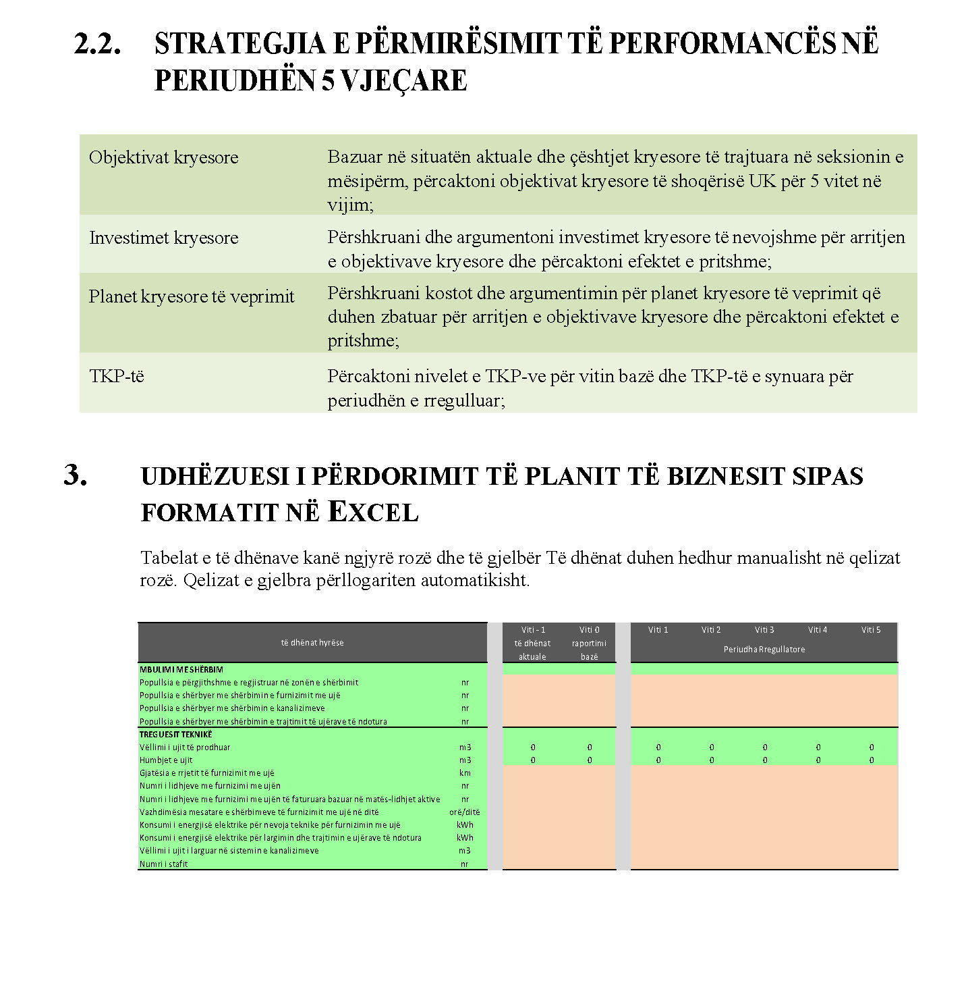 2.2. STRATEGJIA E PËRMIRËSIMIT TË PERFORMANCËS NË
PERIUDHËN 5 VJEÇARE
Objektivat kryesore
Bazuar në situatën aktuale dhe çështjet kryesore të trajtuara në seksionin e
mësipërm, përcaktoni objektivat kryesore të shoqërisë UK për 5 vitet në
vijim;
Investimet kryesore
Përshkruani dhe argumentoni investimet kryesore të nevojshme për arritjen
e objektivave kryesore dhe përcaktoni efektet e pritshme;
Planet kryesore të veprimit
Përshkruani kostot dhe argumentimin për planet kryesore të veprimit që
duhen zbatuar për arritjen e objektivave kryesore dhe përcaktoni efektet e
pritshme;
TKP-të
Përcaktoni nivelet e TKP-ve për vitin bazë dhe TKP-të e synuara për
periudhën e rregulluar;
3. UDHËZUESI I PËRDORIMIT TË PLANIT TË BIZNESIT SIPAS
FORMATIT NË EXCEL
Tabelat e të dhënave kanë ngjyrë rozë dhe të gjelbër Të dhënat duhen hedhur manualisht në qelizat
rozë. Qelizat e gjelbra përllogariten automatikisht.
të dhënat hyrëse
Viti - 1
të dhënat
aktuale
Viti 0
raportimi
bazë
Viti 1 Viti 2 Viti 3 Viti 4 Viti 5
Periudha Rregullatore
MBULIMI ME SHËRBIM
Popullsia e përgjithshme e regjistruar në zonën e shërbimit nr
Popullsia e shërbyer me shërbimin e furnizimit me ujë nr
Popullsia e shërbyer me shërbimin e kanalizimeve nr
Popullsia e shërbyer me shërbimin e trajtimit të ujërave të ndotura nr
TREGUESIT TEKNIKË
Vëllimi i ujit të prodhuar m3 0 0 0 0 0 0 0
Humbjet e ujit m3 0 0 0 0 0 0 0
Gjatësia e rrjetit të furnizimit me ujë km
Numri i lidhjeve me furnizimi me ujën nr
Numri i lidhjeve me furnizimi me ujën të faturuara bazuar në matës-lidhjet aktive nr
Vazhdimësia mesatare e shërbimeve të furnizimit me ujë në ditë orë/ditë
Konsumi i energjisë elektrike për nevoja teknike për furnizimin me ujë kWh
Konsumi i energjisë elektrike për largimin dhe trajtimin e ujërave të ndotura kWh
Vëllimi i ujit i larguar në sistemin e kanalizimeve m3
Numri i stafit nr